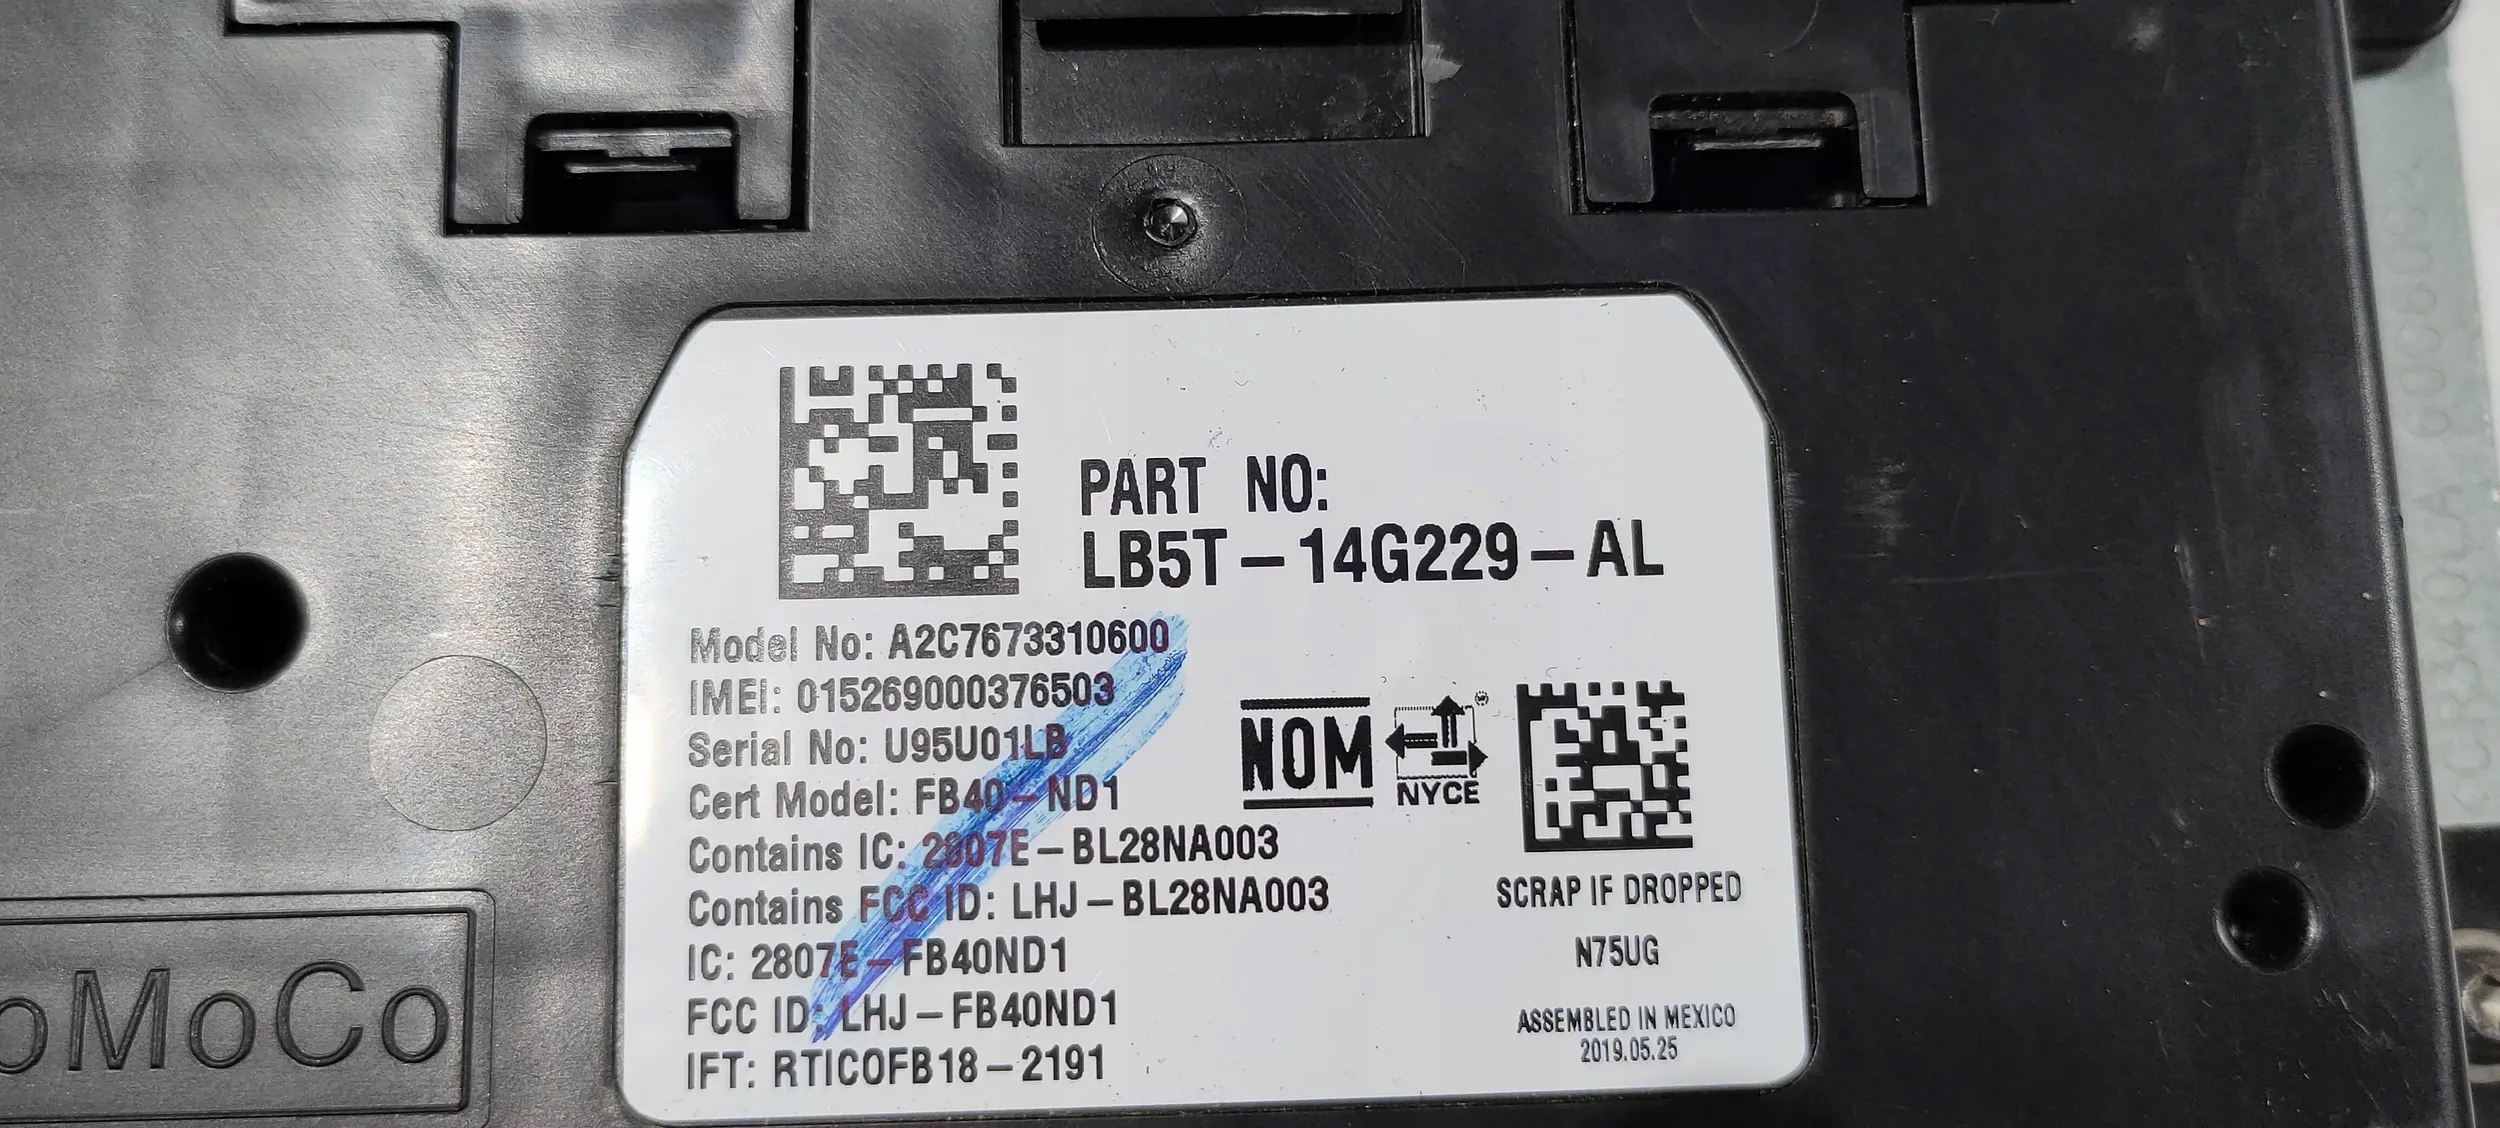 PART NO:
LB5T-14G229-AL
Model No: A2C7673310600
IMEI: 015269000376503
Serial No: U95U01LB
Cert Model: FB40-ND1
Contains IC: 2807E-BL28NA003
Contains FCC ID: LHJ-BL28NA003
IC: 2807E-FB40ND1
FCC ID: LHJ-FB40ND1
IFT: RTICOFB18-2191
NOM
NYCE
SCRAP IF DROPPED
N75UG
ASSEMBLED IN MEXICO
2019.05.25
oMoCo